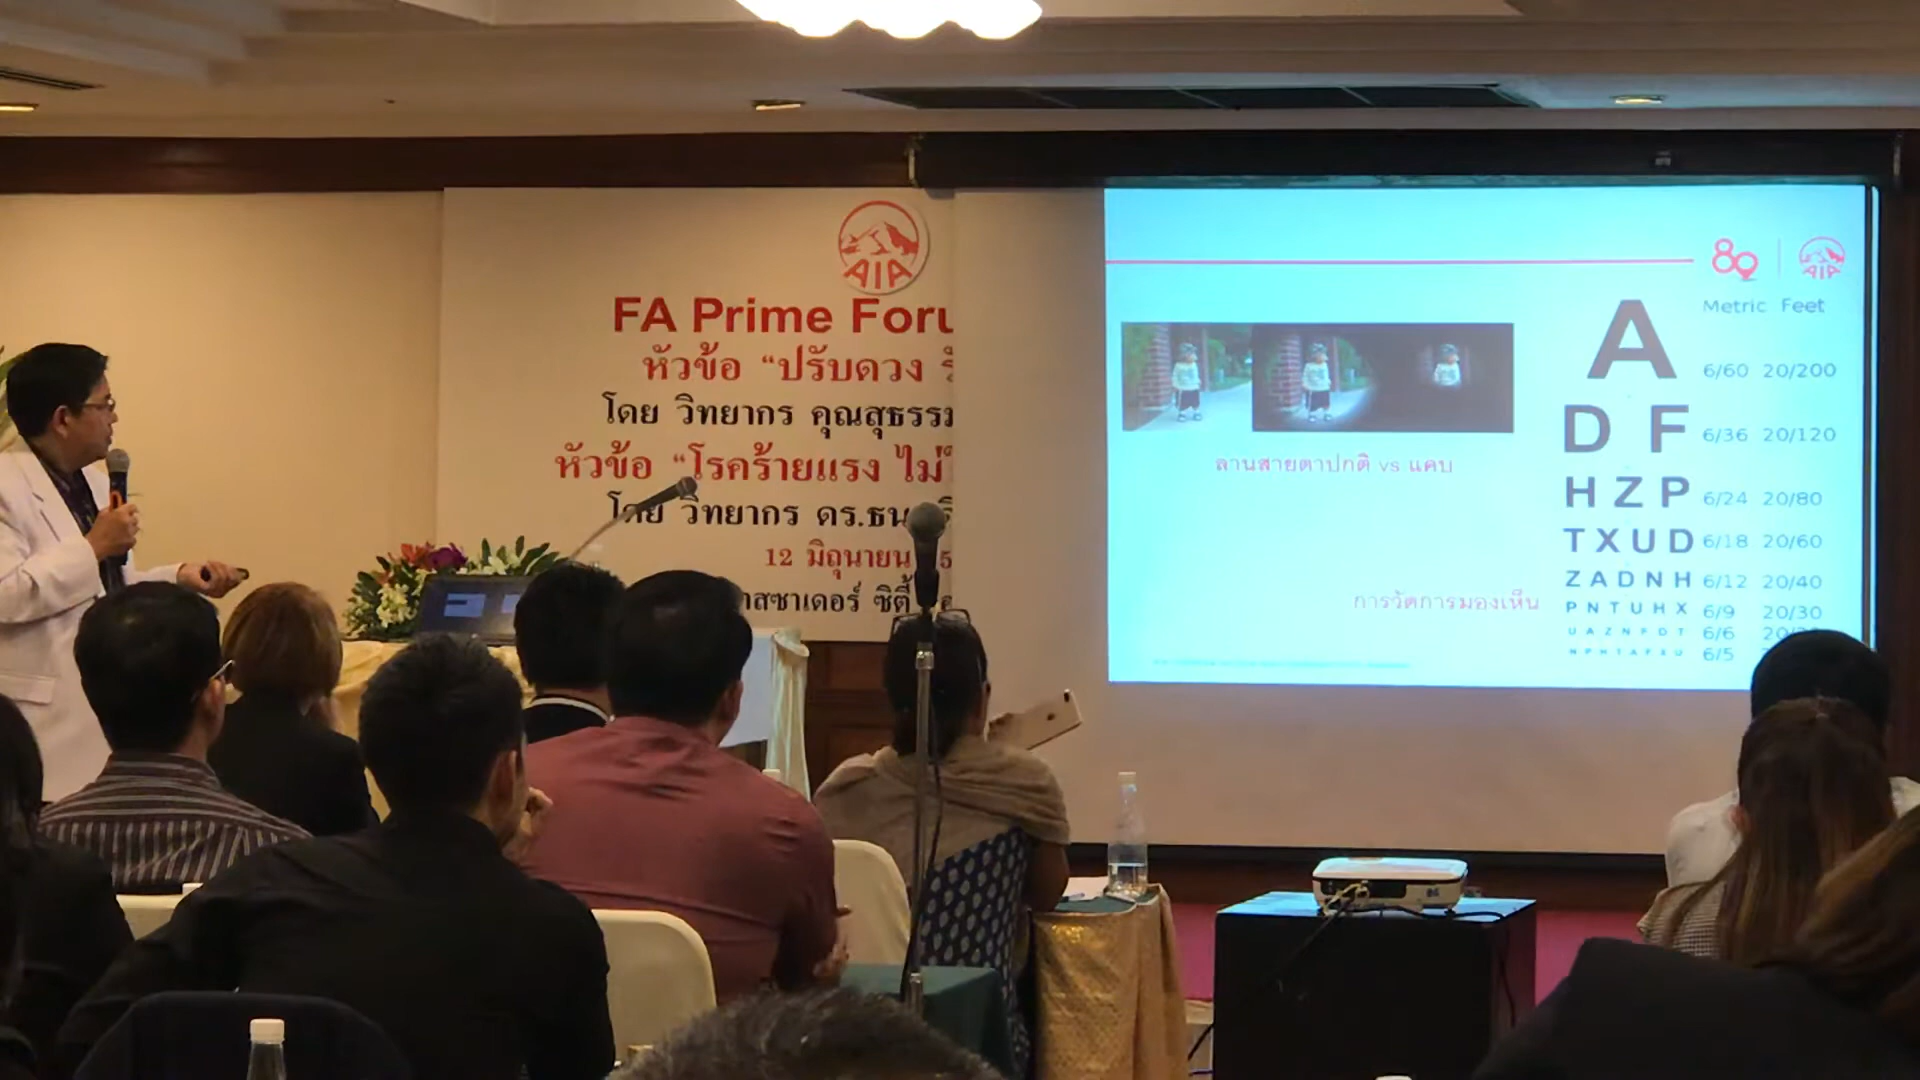 AIA
FA Prime Foru
หัวข้อ “ปรับดวง
โดย วิทยากร คุณสุธรรม
หัวข้อ “โรคร้ายแรง ไม่
โดย วิทยากร ดร.ธน
12 มิถุนายน
าสซาเดอร์ ซิตี้
80 AIA
Metric Feet
A 6/60 20/200
D F 6/36 20/120
H Z P 6/24 20/80
T X U D 6/18 20/60
Z A D N H 6/12 20/40
P N T U H X 6/9 20/30
U A Z N F D T 6/6
N P H T A F X U 6/5
ลานสายตาปกติ vs แคบ
การวัดการมองเห็น